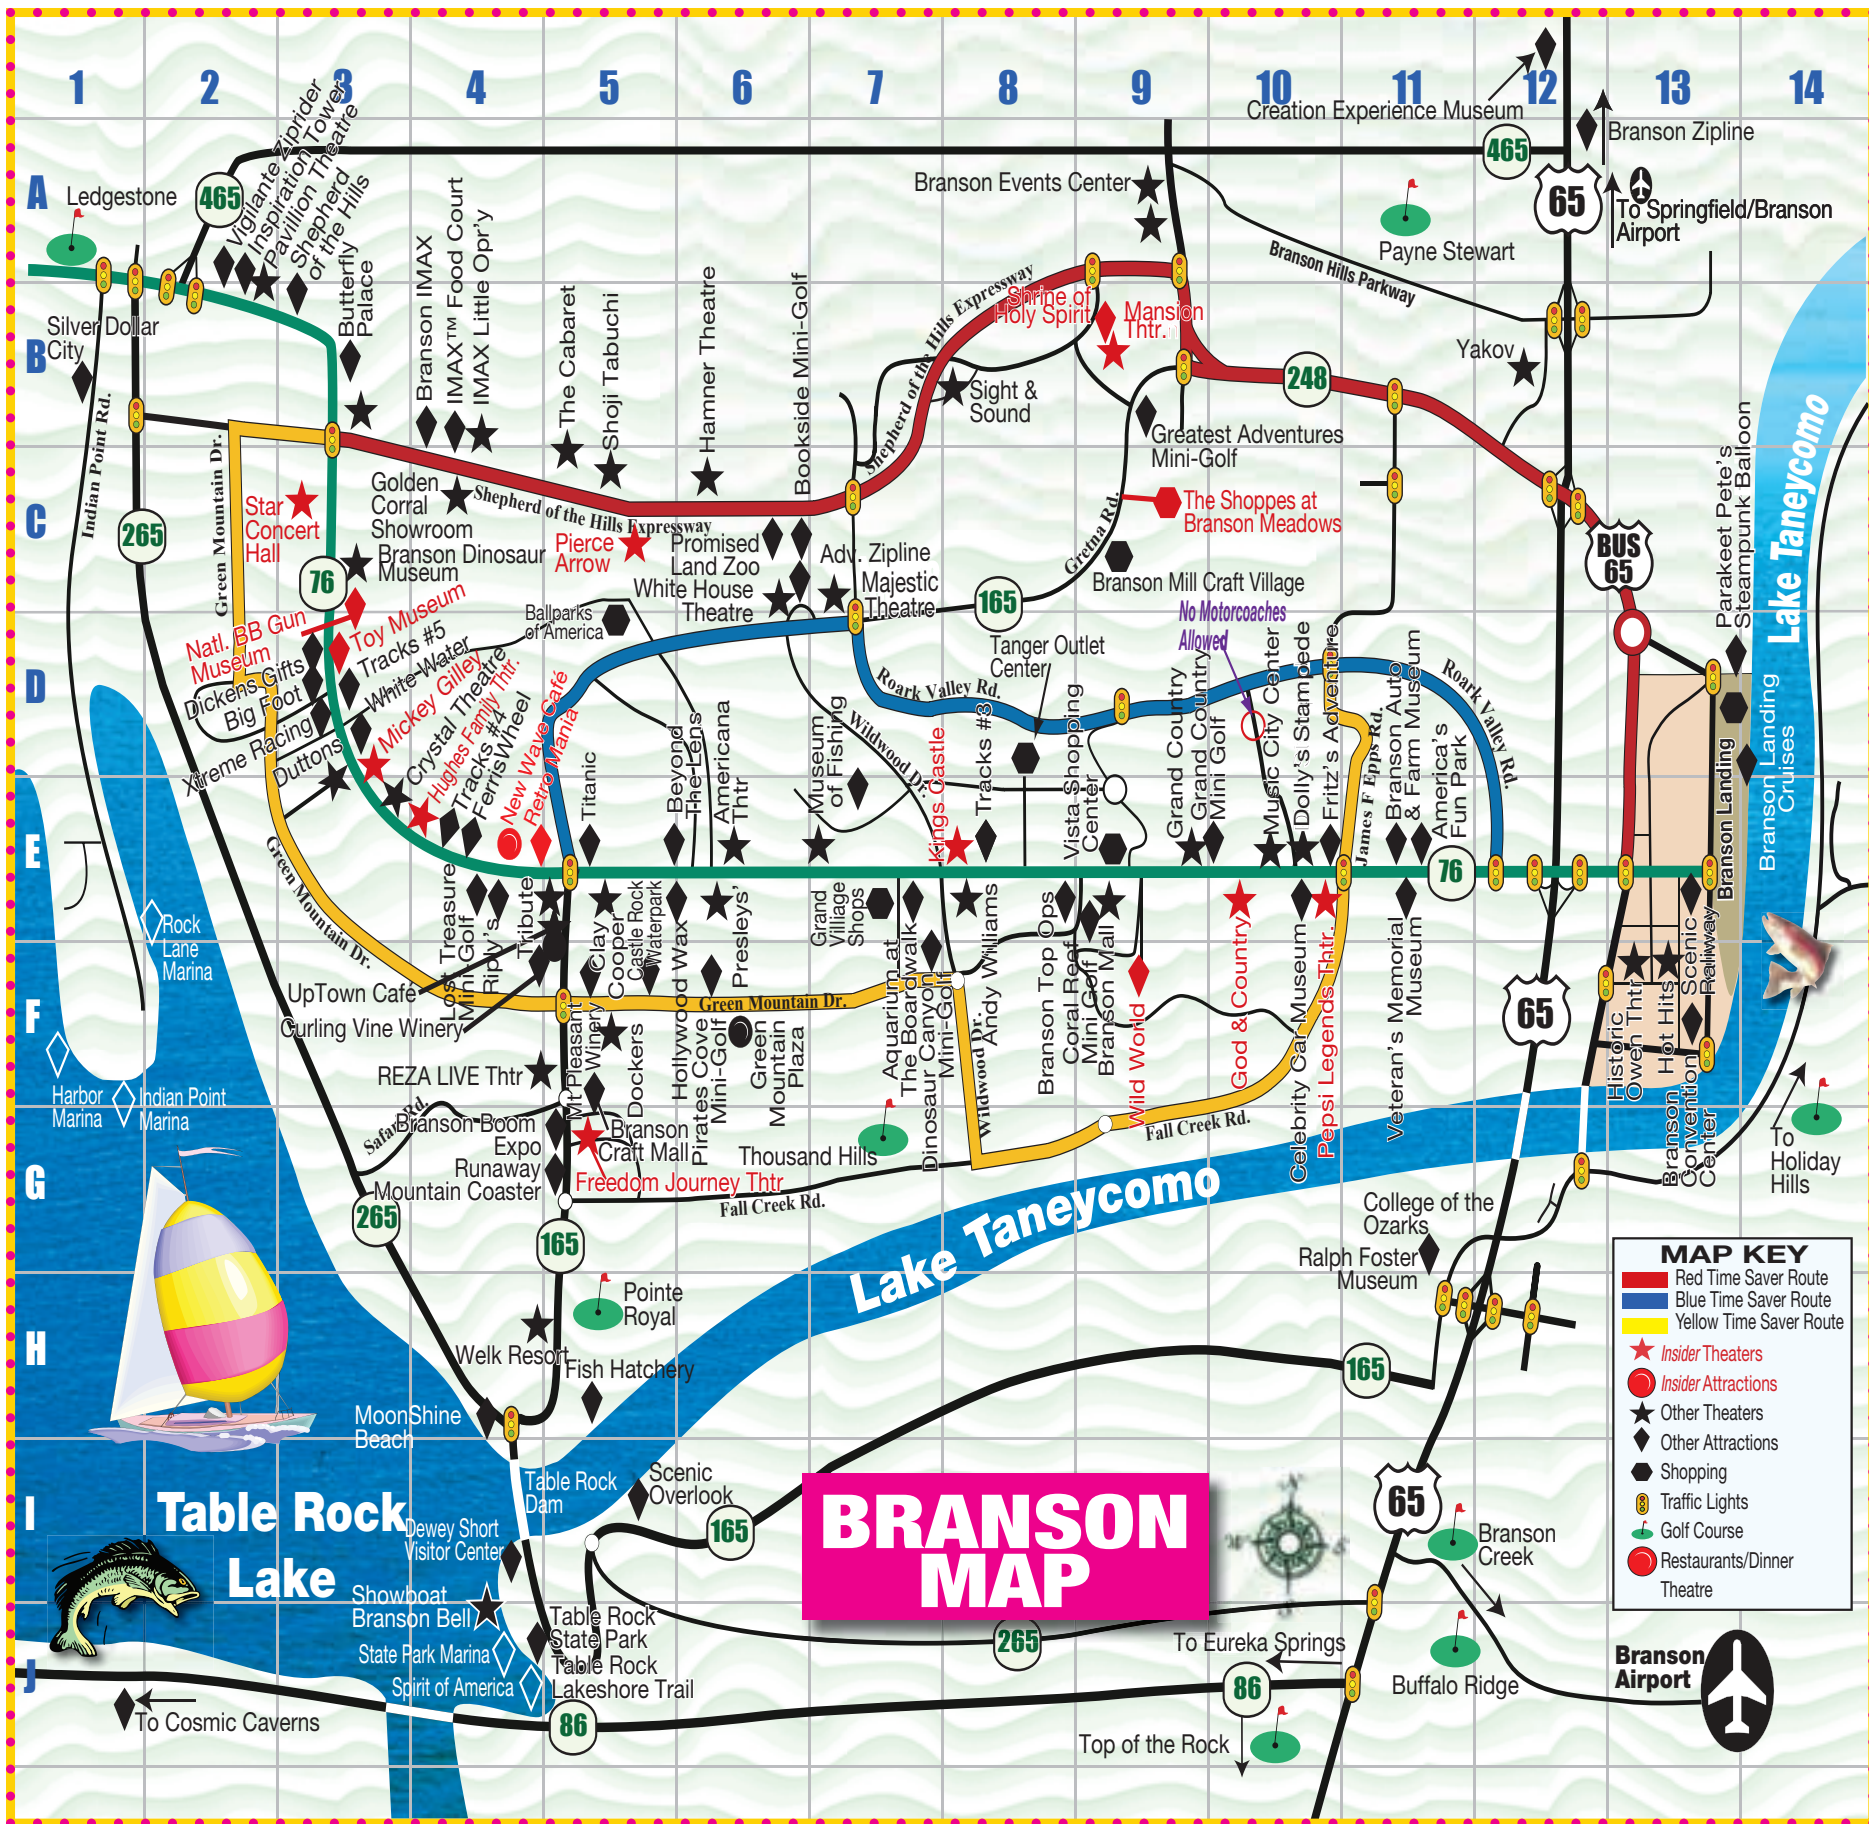 1 2 3 4 5 6 7 8 9 10 11 12 13 14
A
B
C
D
E
F
G
H
I
J
Creation Experience Museum
Branson Zipline
465
465
65
To Springfield/Branson
Airport
Ledgestone
Vigilante Ziprider
Inspiration Tower
Pavillion Theatre
Shepherd
of the Hills
Butterfly
Palace
Branson IMAX
IMAX™ Food Court
IMAX Little Opr'y
The Cabaret
Shoji Tabuchi
Hamner Theatre
Bookside Mini-Golf
Branson Events Center
Payne Stewart
Branson Hills Parkway
Shepherd of the Hills Expressway
Shrine of
Holy Spirit
Mansion
Thtr.
Yakov
248
Silver Dollar
City
Indian Point Rd.
Sight &
Sound
Greatest Adventures
Mini-Golf
Green Mountain Dr.
265
Star
Concert
Hall
Golden
Corral
Showroom
Shepherd of the Hills Expressway
Branson Dinosaur
Museum
76
Pierce
Arrow
Promised
Land Zoo
White House
Theatre
Adv. Zipline
Majestic
Theatre
165
Gretna Rd.
The Shoppes at
Branson Meadows
Branson Mill Craft Village
No Motorcoaches
Allowed
BUS
65
Parakeet Pete's
Steampunk Balloon
Lake Taneycomo
Natl. BB Gun
Museum
Toy Museum
Tracks #5
White Water
Dickens Gifts
Big Foot
Xtreme Racing
Duttons
Mickey Gilley
Crystal Theatre
Hughes Family Thtr.
Tracks #4
FerrisWheel
New Wave Café
Retro Mania
Ballparks
of America
Tanger Outlet
Center
Roark Valley Rd.
Wildwood Dr.
Roark Valley Rd.
Titanic
Beyond
The Lens
Americana
Thtr
Museum
of Fishing
Kings Castle
Tracks #3
Vista Shopping
Center
Grand Country
Grand Country
Mini Golf
Music City Center
Dolly's Stampede
Fritz's Adventure
James F Epps Rd.
Branson Auto
& Farm Museum
America's
Fun Park
76
Branson Landing
Branson Landing
Cruises
Green Mountain Dr.
Lost Treasure
Mini-Golf
Riply's
Tribute
Clay
Cooper
Castle Rock
Waterpark
Hollywood Wax
Presleys'
Grand
Village
Shops
Aquarium at
The Boardwalk
Dinosaur Canyon
Mini-Golf
Andy Williams
Branson Top Ops
Coral Reef
Mini Golf
Branson Mall
Wild World
God & Country
Celebrity Car Museum
Pepsi Legends Thtr.
Veteran's Memorial
Museum
Historic
Owen Thtr
Hot Hits
Scenic
Railway
Branson
Convention
Center
Rock
Lane
Marina
UpTown Café
Curling Vine Winery
Green Mountain Dr.
Mt Pleasant
Winery
Dockers
Pirates Cove
Mini-Golf
Green
Mountain
Plaza
Wildwood Dr.
65
REZA LIVE Thtr
Harbor
Marina
Indian Point
Marina
Safari Rd.
Branson Boom
Expo
Runaway
Mountain Coaster
Branson
Craft Mall
Freedom Journey Thtr
Thousand Hills
Fall Creek Rd.
Fall Creek Rd.
To
Holiday
Hills
265
165
Lake Taneycomo
College of the
Ozarks
Ralph Foster
Museum
Pointe
Royal
Welk Resort
Fish Hatchery
MoonShine
Beach
165
MAP KEY
Red Time Saver Route
Blue Time Saver Route
Yellow Time Saver Route
Insider Theaters
Insider Attractions
Other Theaters
Other Attractions
Shopping
Traffic Lights
Golf Course
Restaurants/Dinner
Theatre
Table Rock
Lake
Table Rock
Dam
Scenic
Overlook
165
BRANSON
MAP
65
Branson
Creek
Dewey Short
Visitor Center
Showboat
Branson Bell
State Park Marina
Spirit of America
Table Rock
State Park
Table Rock
Lakeshore Trail
265
To Eureka Springs
86
Buffalo Ridge
Branson
Airport
To Cosmic Caverns
86
Top of the Rock